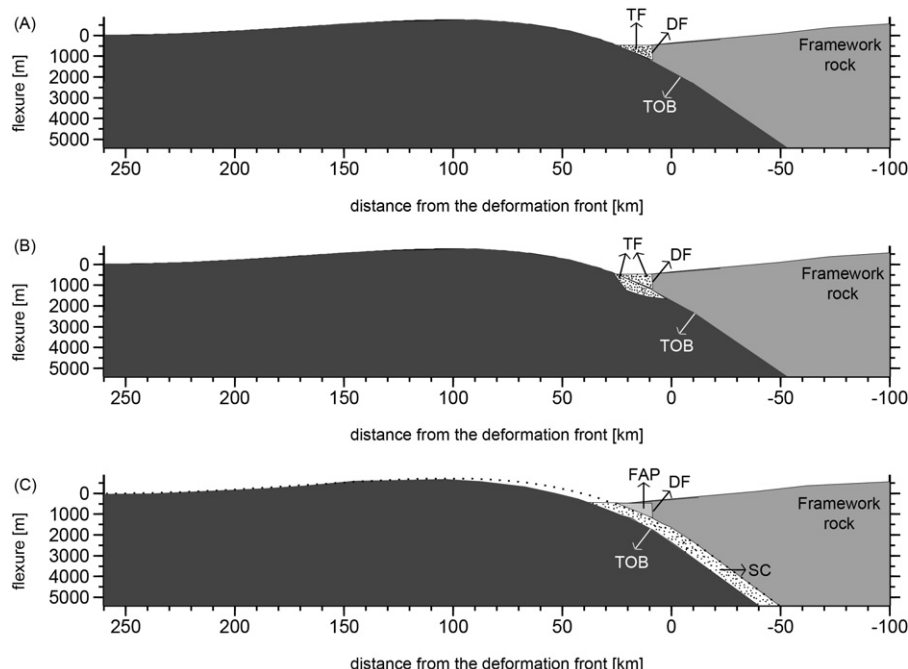 (A)
TF
DF
0
1000
2000
3000
4000
5000
flexure [m]
Framework
rock
TOB
250 200 150 100 50 0 -50 -100
distance from the deformation front [km]
(B)
TF
DF
0
1000
2000
3000
4000
5000
flexure [m]
Framework
rock
TOB
250 200 150 100 50 0 -50 -100
distance from the deformation front [km]
(C)
FAP
DF
0
1000
2000
3000
4000
5000
flexure [m]
Framework
rock
TOB
SC
250 200 150 100 50 0 -50 -100
distance from the deformation front [km]